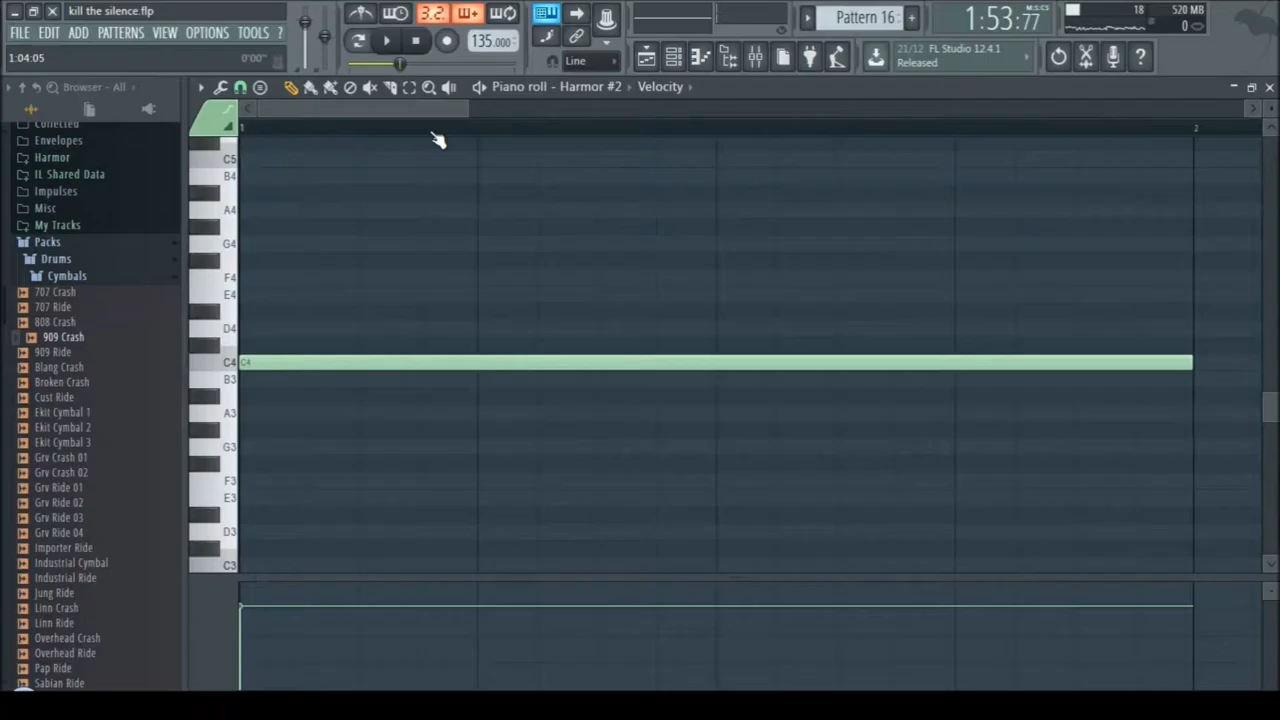 kill the silence.flp
FILE EDIT ADD PATTERNS VIEW OPTIONS TOOLS ?
1:04:05 0'00"
3.2
135.000
Line
Pattern 16
1:53:77
M:S:CS
18 520 MB
0
21/12 FL Studio 12.4.1
Released
Browser - All
Piano roll - Harmor #2 Velocity
Collected
Envelopes
Harmor
IL Shared Data
Impulses
Misc
My Tracks
Packs
Drums
Cymbals
707 Crash
707 Ride
808 Crash
909 Crash
909 Ride
Blang Crash
Broken Crash
Cust Ride
Ekit Cymbal 1
Ekit Cymbal 2
Ekit Cymbal 3
Grv Crash 01
Grv Crash 02
Grv Ride 01
Grv Ride 02
Grv Ride 03
Grv Ride 04
Importer Ride
Industrial Cymbal
Industrial Ride
Jung Ride
Linn Crash
Linn Ride
Overhead Crash
Overhead Ride
Pap Ride
Sabian Ride
1 2
C5
B4
A4
G4
F4
E4
D4
C4 C4
B3
A3
G3
F3
E3
D3
C3